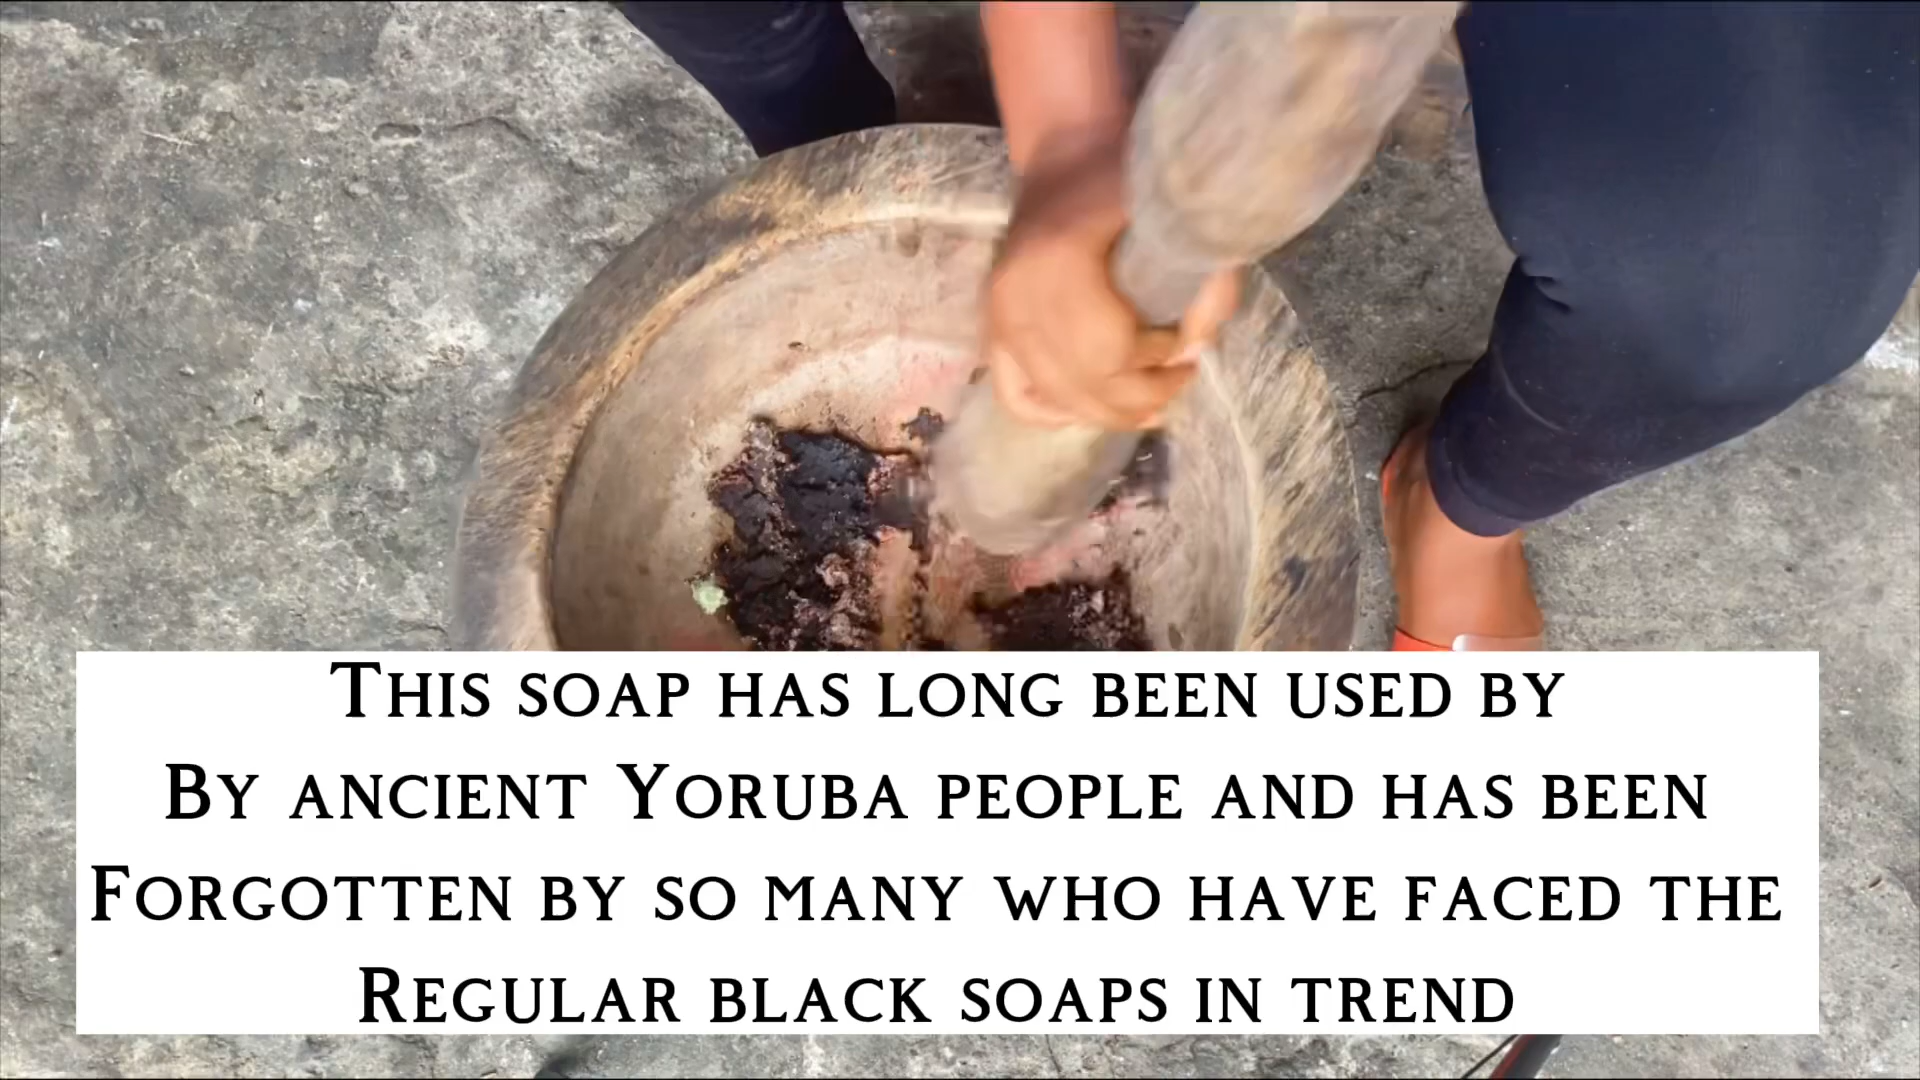 This soap has long been used by
By ancient Yoruba people and has been
Forgotten by so many who have faced the
Regular black soaps in trend